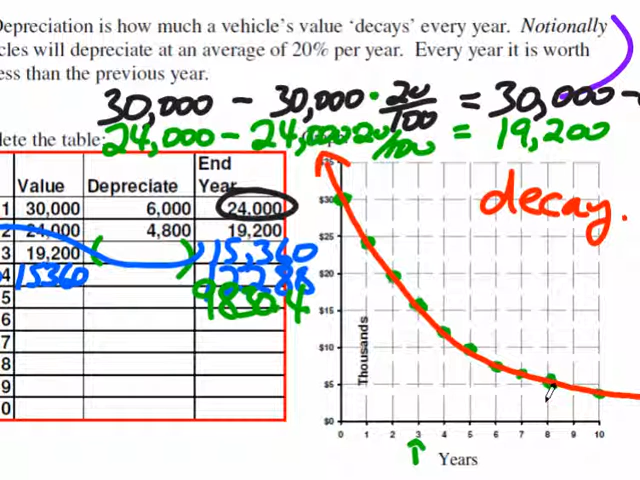 Depreciation is how much a vehicle's value 'decays' every year. Notionally
cles will depreciate at an average of 20% per year. Every year it is worth
ess than the previous year.
30,000 - 30,000 · 20/100 = 30,000 -
24,000 - 24,000 · 20/100 = 19,200
lete the table:
Value Depreciate End Year
1 30,000 6,000 24,000
2 24,000 4,800 19,200
3 19,200 15,360
4 15360 12288
5 9830.4
6
7
8
9
0
decay.
$30
$25
$20
$15
$10
$5
$0
Thousands
0 1 2 3 4 5 6 7 8 9 10
Years